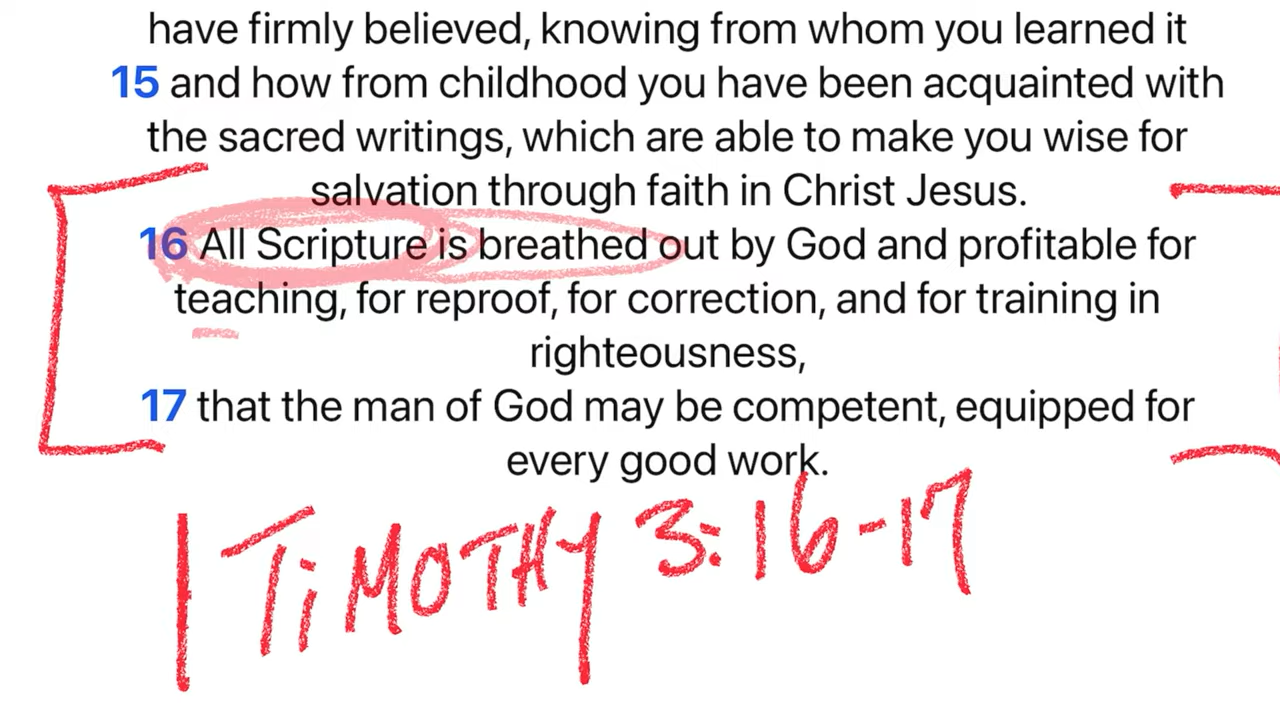 have firmly believed, knowing from whom you learned it
15 and how from childhood you have been acquainted with
the sacred writings, which are able to make you wise for
salvation through faith in Christ Jesus.
16 All Scripture is breathed out by God and profitable for
teaching, for reproof, for correction, and for training in
righteousness,
17 that the man of God may be competent, equipped for
every good work.
1 TiMOTHY 3:16-17